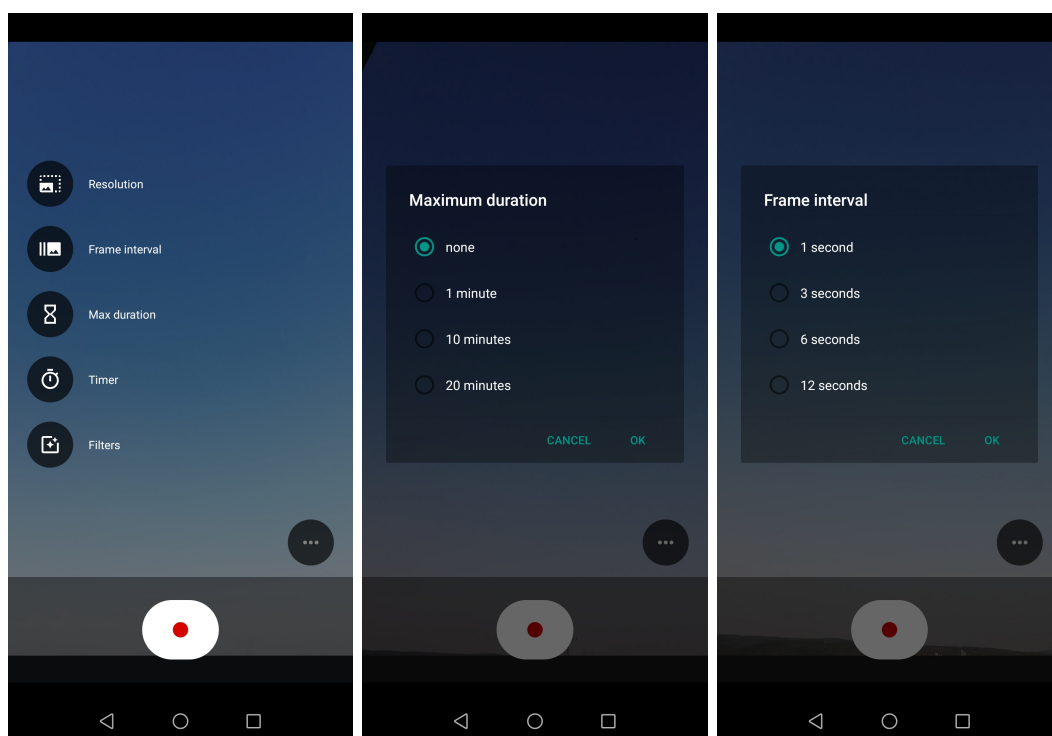 Resolution
Frame interval
Max duration
Timer
Filters
Maximum duration
none
1 minute
10 minutes
20 minutes
CANCEL OK
Frame interval
1 second
3 seconds
6 seconds
12 seconds
CANCEL OK